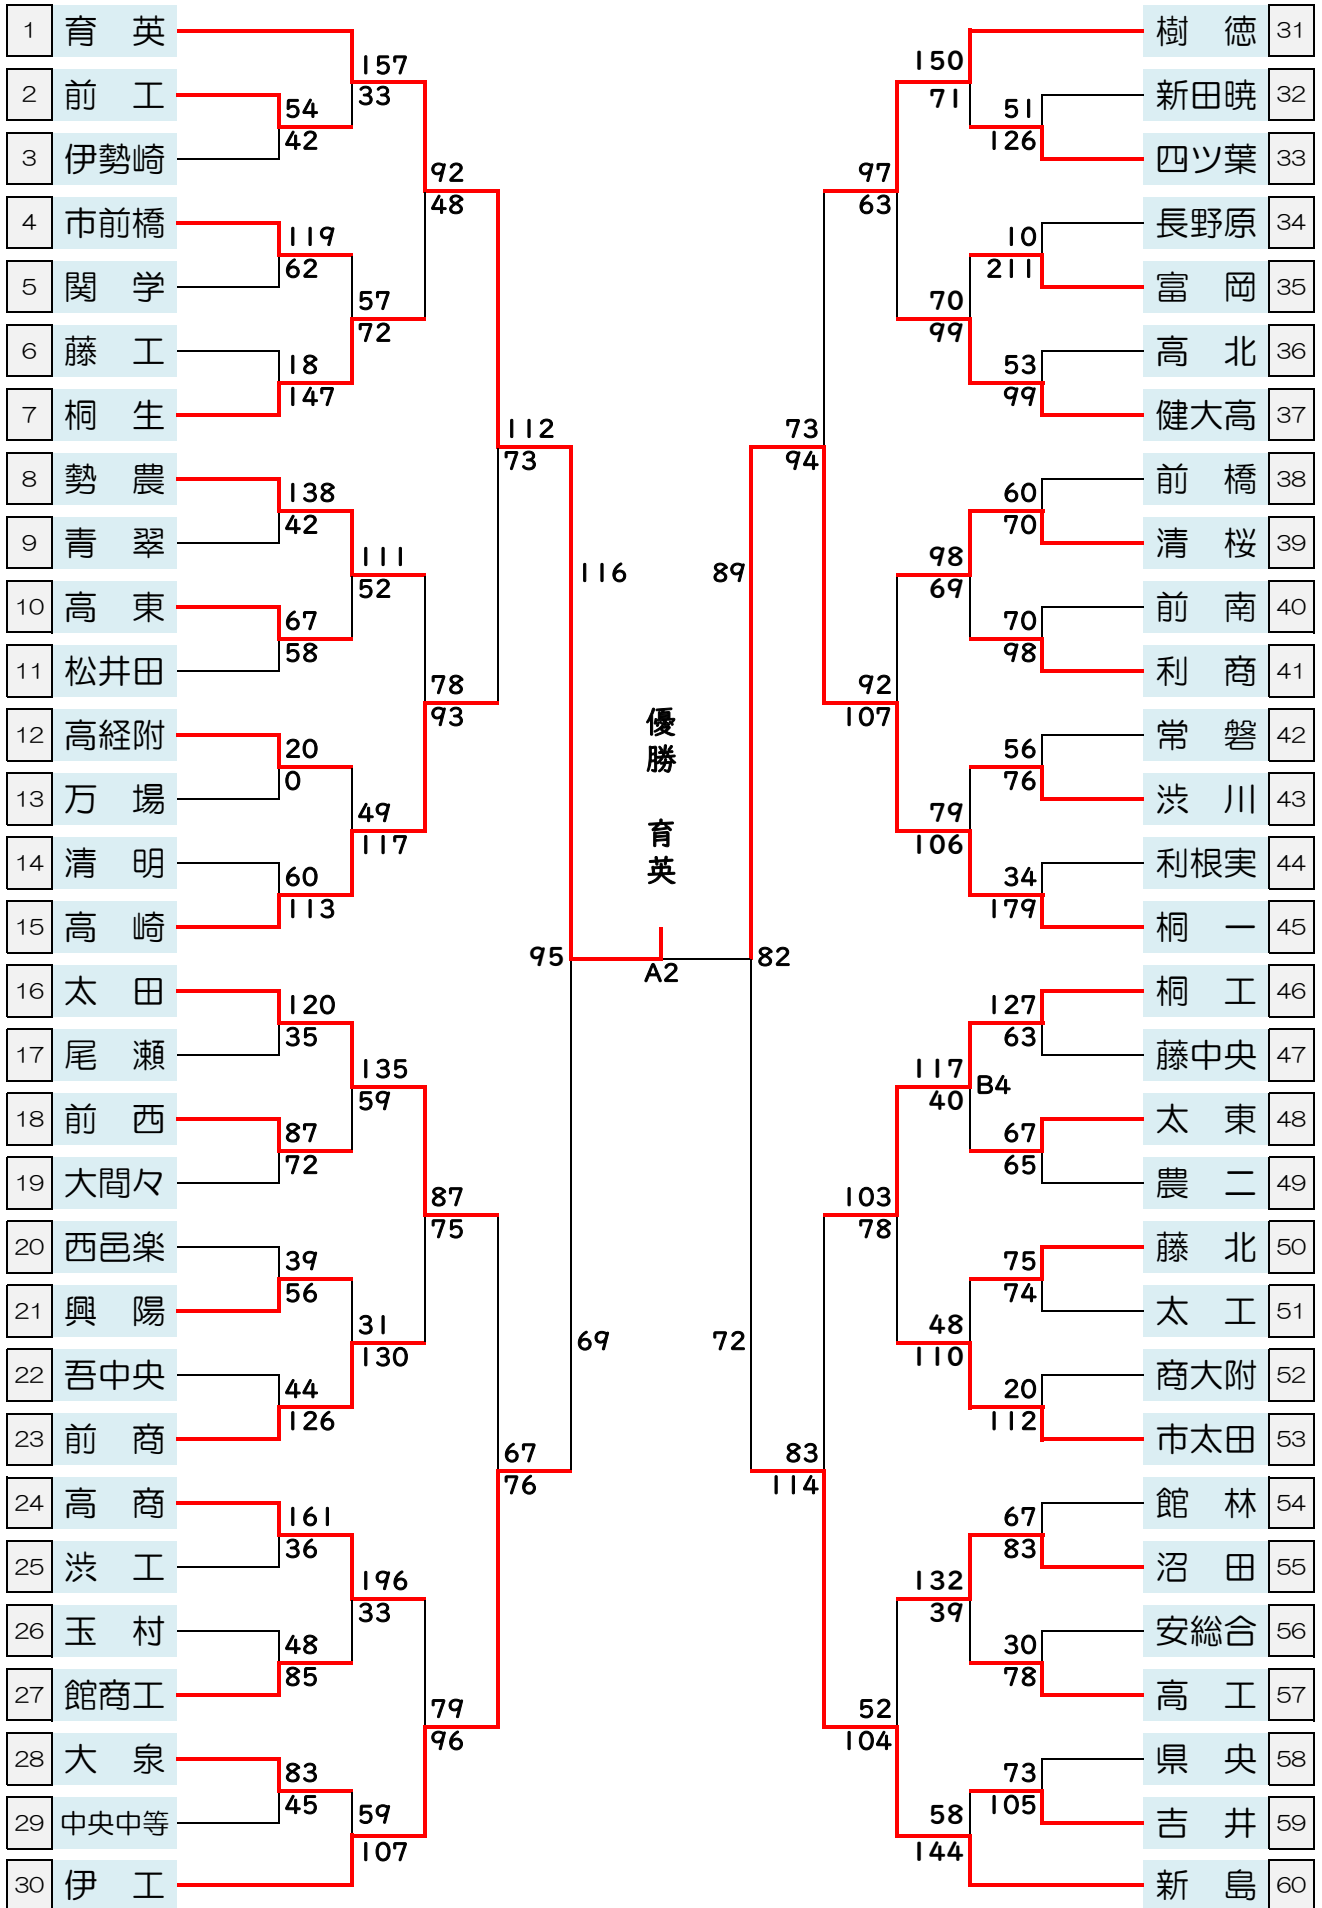 1 育 英
2 前 工
3 伊勢崎
4 市前橋
5 関 学
6 藤 工
7 桐 生
8 勢 農
9 青 翠
10 高 東
11 松井田
12 高経附
13 万 場
14 清 明
15 高 崎
16 太 田
17 尾 瀬
18 前 西
19 大間々
20 西邑楽
21 興 陽
22 吾中央
23 前 商
24 高 商
25 渋 工
26 玉 村
27 館商工
28 大 泉
29 中央中等
30 伊 工
54
42
119
62
18
147
138
42
67
58
20
0
60
113
120
35
87
72
39
56
44
126
161
36
48
85
83
45
157
33
57
72
111
52
49
117
135
59
31
130
196
33
59
107
92
48
78
93
87
75
79
96
112
73
67
76
116
69
95
優勝 育英
A2
82
89
72
73
94
83
114
97
63
92
107
103
78
52
104
150
71
70
99
98
69
79
106
117
40
B4
48
110
132
39
58
144
51
126
10
211
53
99
60
70
70
98
56
76
34
179
127
63
67
65
75
74
20
112
67
83
30
78
73
105
樹 徳 31
新田暁 32
四ツ葉 33
長野原 34
富 岡 35
高 北 36
健大高 37
前 橋 38
清 桜 39
前 南 40
利 商 41
常 磐 42
渋 川 43
利根実 44
桐 一 45
桐 工 46
藤中央 47
太 東 48
農 二 49
藤 北 50
太 工 51
商大附 52
市太田 53
館 林 54
沼 田 55
安総合 56
高 工 57
県 央 58
吉 井 59
新 島 60